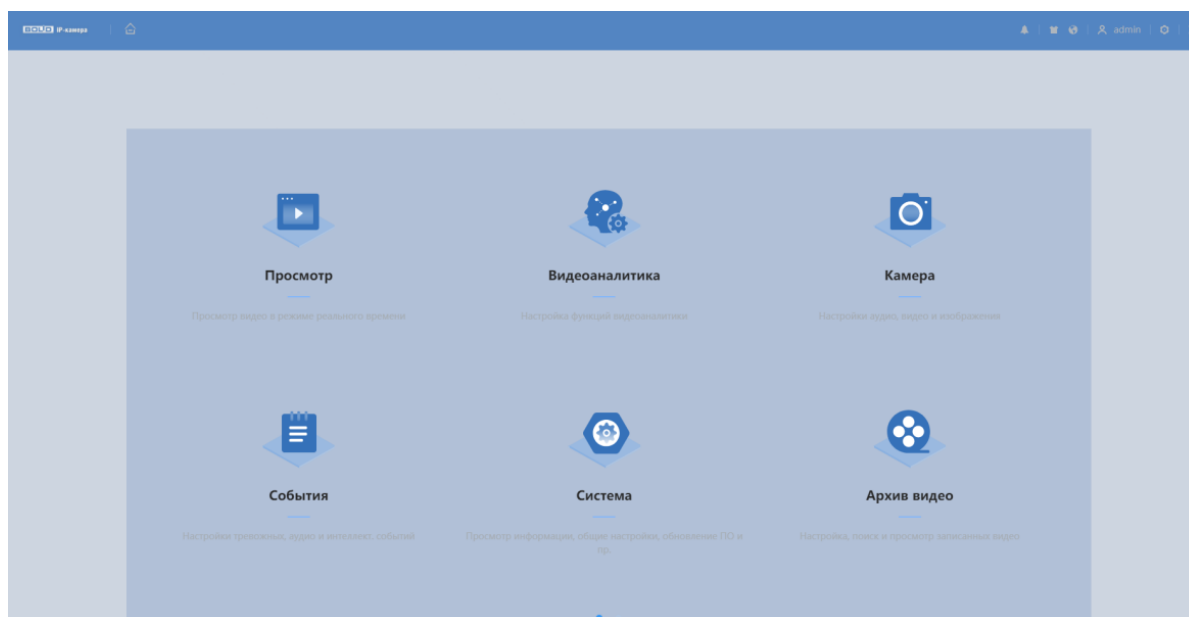 BOLID IP-камера
admin
Просмотр
Видеоаналитика
Камера
Просмотр видео в режиме реального времени
Настройка функций видеоаналитики
Настройки аудио, видео и изображения
События
Система
Архив видео
Настройки тревожных, аудио и интеллект. событий
Просмотр информации, общие настройки, обновление ПО и
пр.
Настройка, поиск и просмотр записанных видео